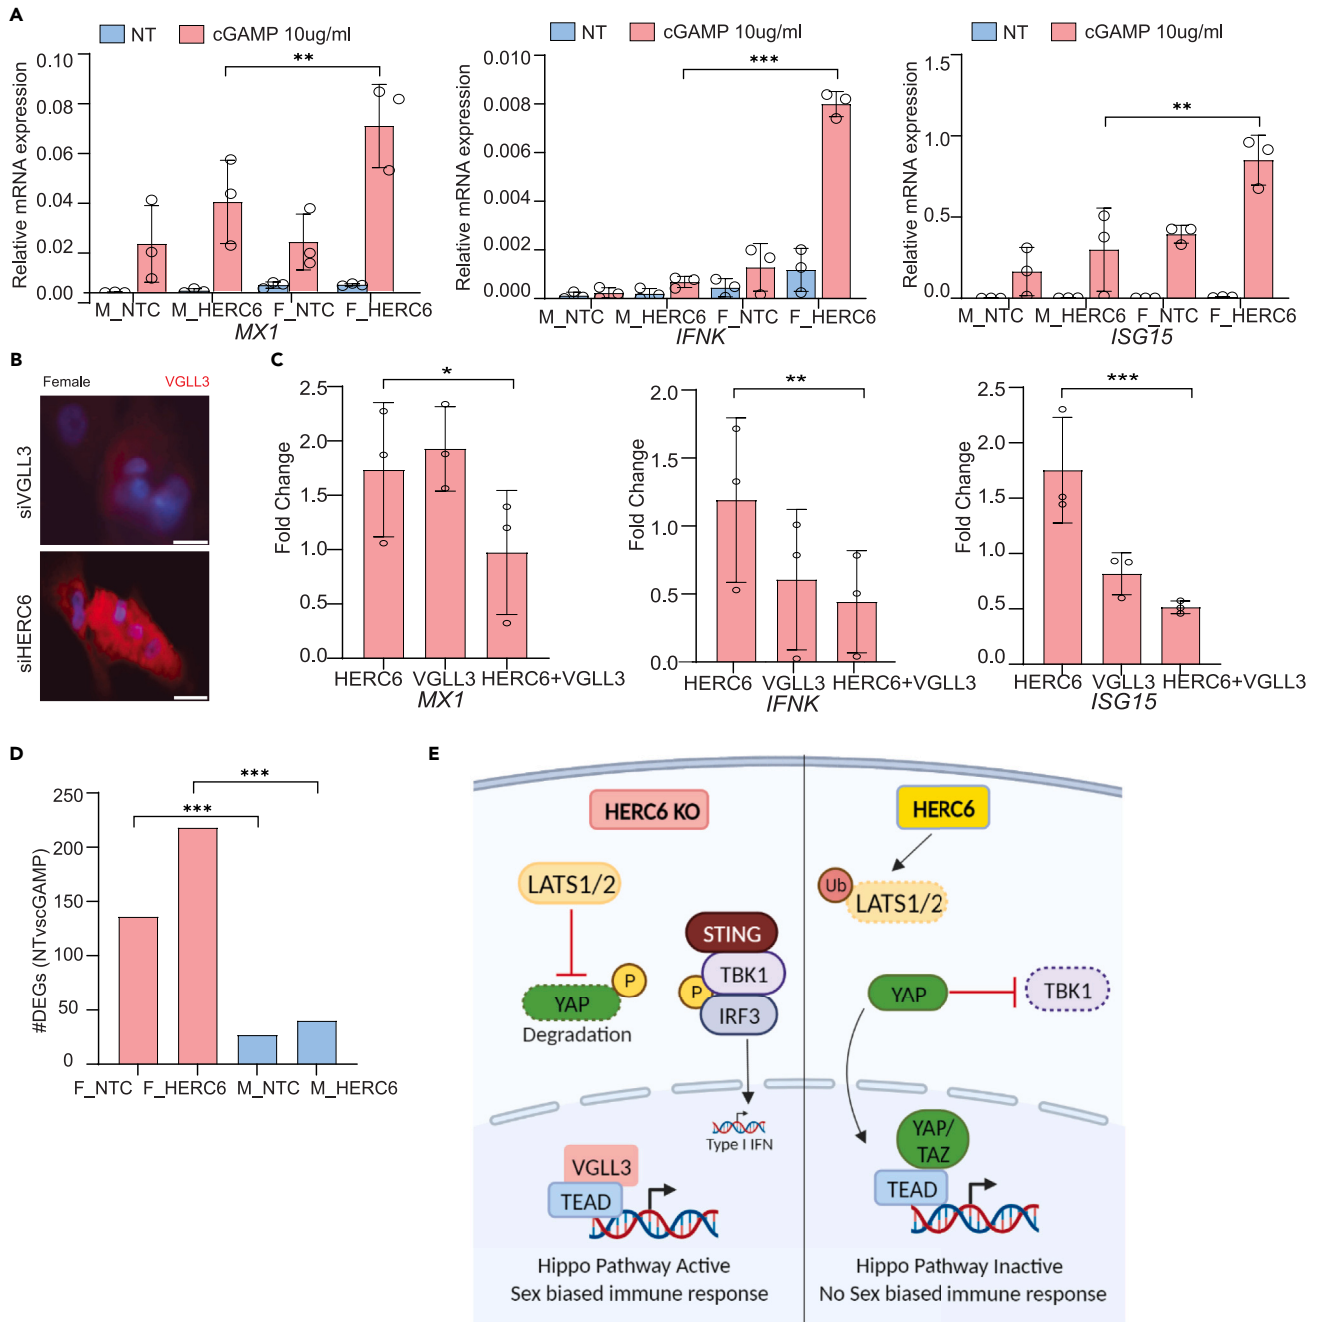 A
NT cGAMP 10ug/ml
Relative mRNA expression
0.10
0.06
0.04
0.02
0.00
**
M_NTC M_HERC6 F_NTC F_HERC6
MX1
NT cGAMP 10ug/ml
Relative mRNA expression
0.010
0.008
0.006
0.004
0.002
0.000
***
M_NTC M_HERC6 F_NTC F_HERC6
IFNK
NT cGAMP 10ug/ml
Relative mRNA expression
1.5
1.0
0.5
0.0
**
M_NTC M_HERC6 F_NTC F_HERC6
ISG15
B
Female VGLL3
siVGLL3
siHERC6
C
Fold Change
2.5
2.0
1.5
1.0
0.5
0.0
*
HERC6 VGLL3 HERC6+VGLL3
MX1
Fold Change
2.0
1.5
1.0
0.5
0.0
**
HERC6 VGLL3 HERC6+VGLL3
IFNK
Fold Change
2.5
2.0
1.5
1.0
0.5
0.0
***
HERC6 VGLL3 HERC6+VGLL3
ISG15
D
#DEGs (NTvscGAMP)
250
200
150
100
50
0
***
***
F_NTC F_HERC6 M_NTC M_HERC6
E
HERC6 KO
LATS1/2
YAP
P
Degradation
STING
TBK1
P
IRF3
Type I IFN
VGLL3
TEAD
Hippo Pathway Active
Sex biased immune response
HERC6
Ub
LATS1/2
YAP
TBK1
YAP/
TAZ
TEAD
Hippo Pathway Inactive
No Sex biased immune response